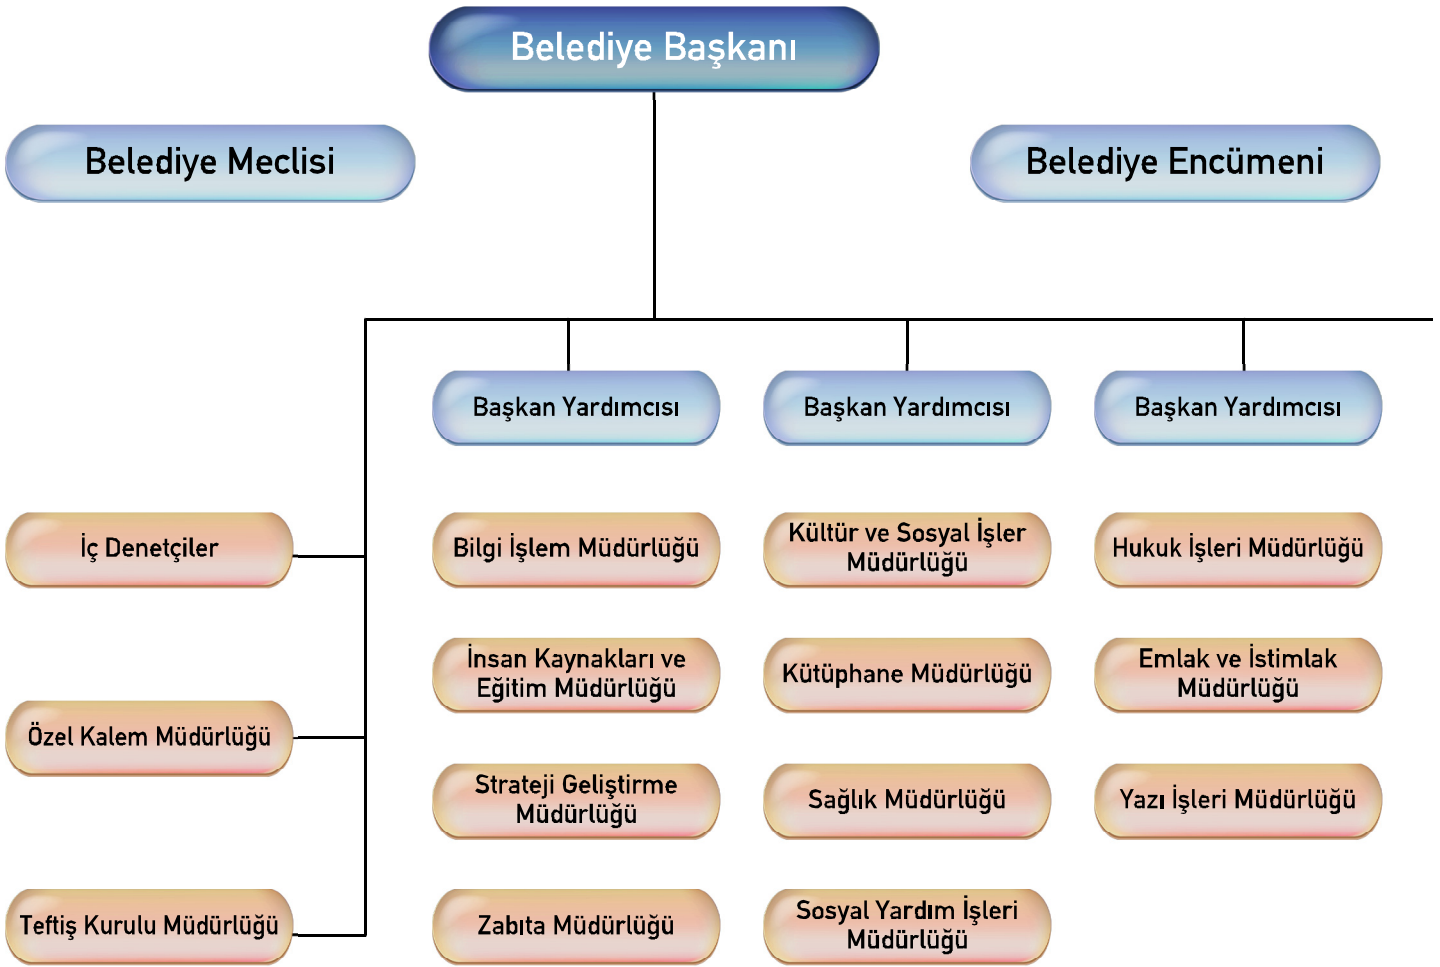 Belediye Başkanı
Belediye Meclisi
Belediye Encümeni
Başkan Yardımcısı
Başkan Yardımcısı
Başkan Yardımcısı
İç Denetçiler
Bilgi İşlem Müdürlüğü
Kültür ve Sosyal İşler
Müdürlüğü
Hukuk İşleri Müdürlüğü
İnsan Kaynakları ve
Eğitim Müdürlüğü
Kütüphane Müdürlüğü
Emlak ve İstimlak
Müdürlüğü
Özel Kalem Müdürlüğü
Strateji Geliştirme
Müdürlüğü
Sağlık Müdürlüğü
Yazı İşleri Müdürlüğü
Teftiş Kurulu Müdürlüğü
Zabıta Müdürlüğü
Sosyal Yardım İşleri
Müdürlüğü